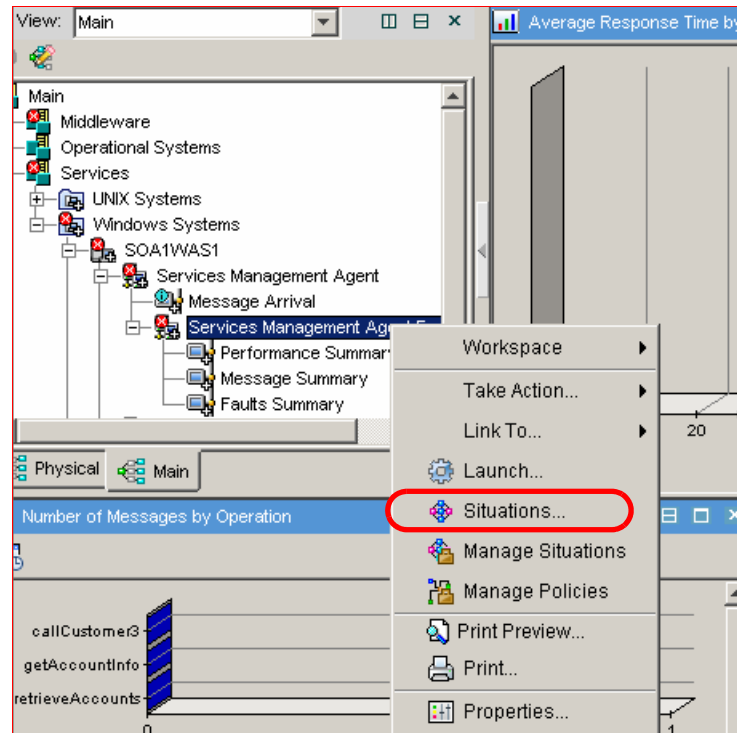 View: Main
Average Response Time by
Main
Middleware
Operational Systems
Services
UNIX Systems
Windows Systems
SOA1WAS1
Services Management Agent
Message Arrival
Services Management Ag
Performance Summar
Message Summary
Faults Summary
Workspace
Take Action...
Link To...
Launch...
Situations...
Manage Situations
Manage Policies
Print Preview...
Print...
Properties...
20
Physical
Main
Number of Messages by Operation
callCustomer3
getAccountInfo
retrieveAccounts
0
1